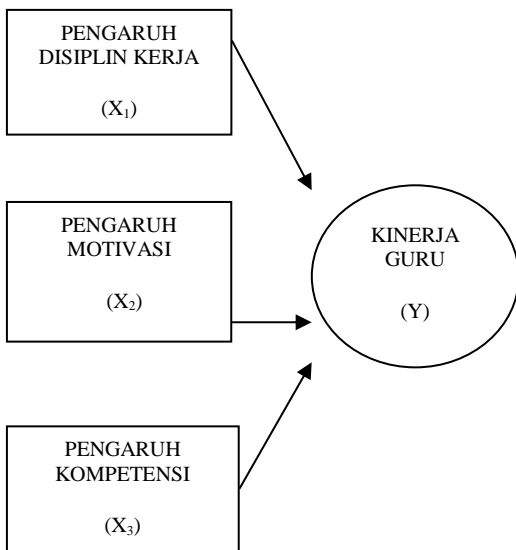 PENGARUH
DISIPLIN KERJA
(X₁)
PENGARUH
MOTIVASI
(X₂)
KINERJA
GURU
(Y)
PENGARUH
KOMPETENSI
(X₃)